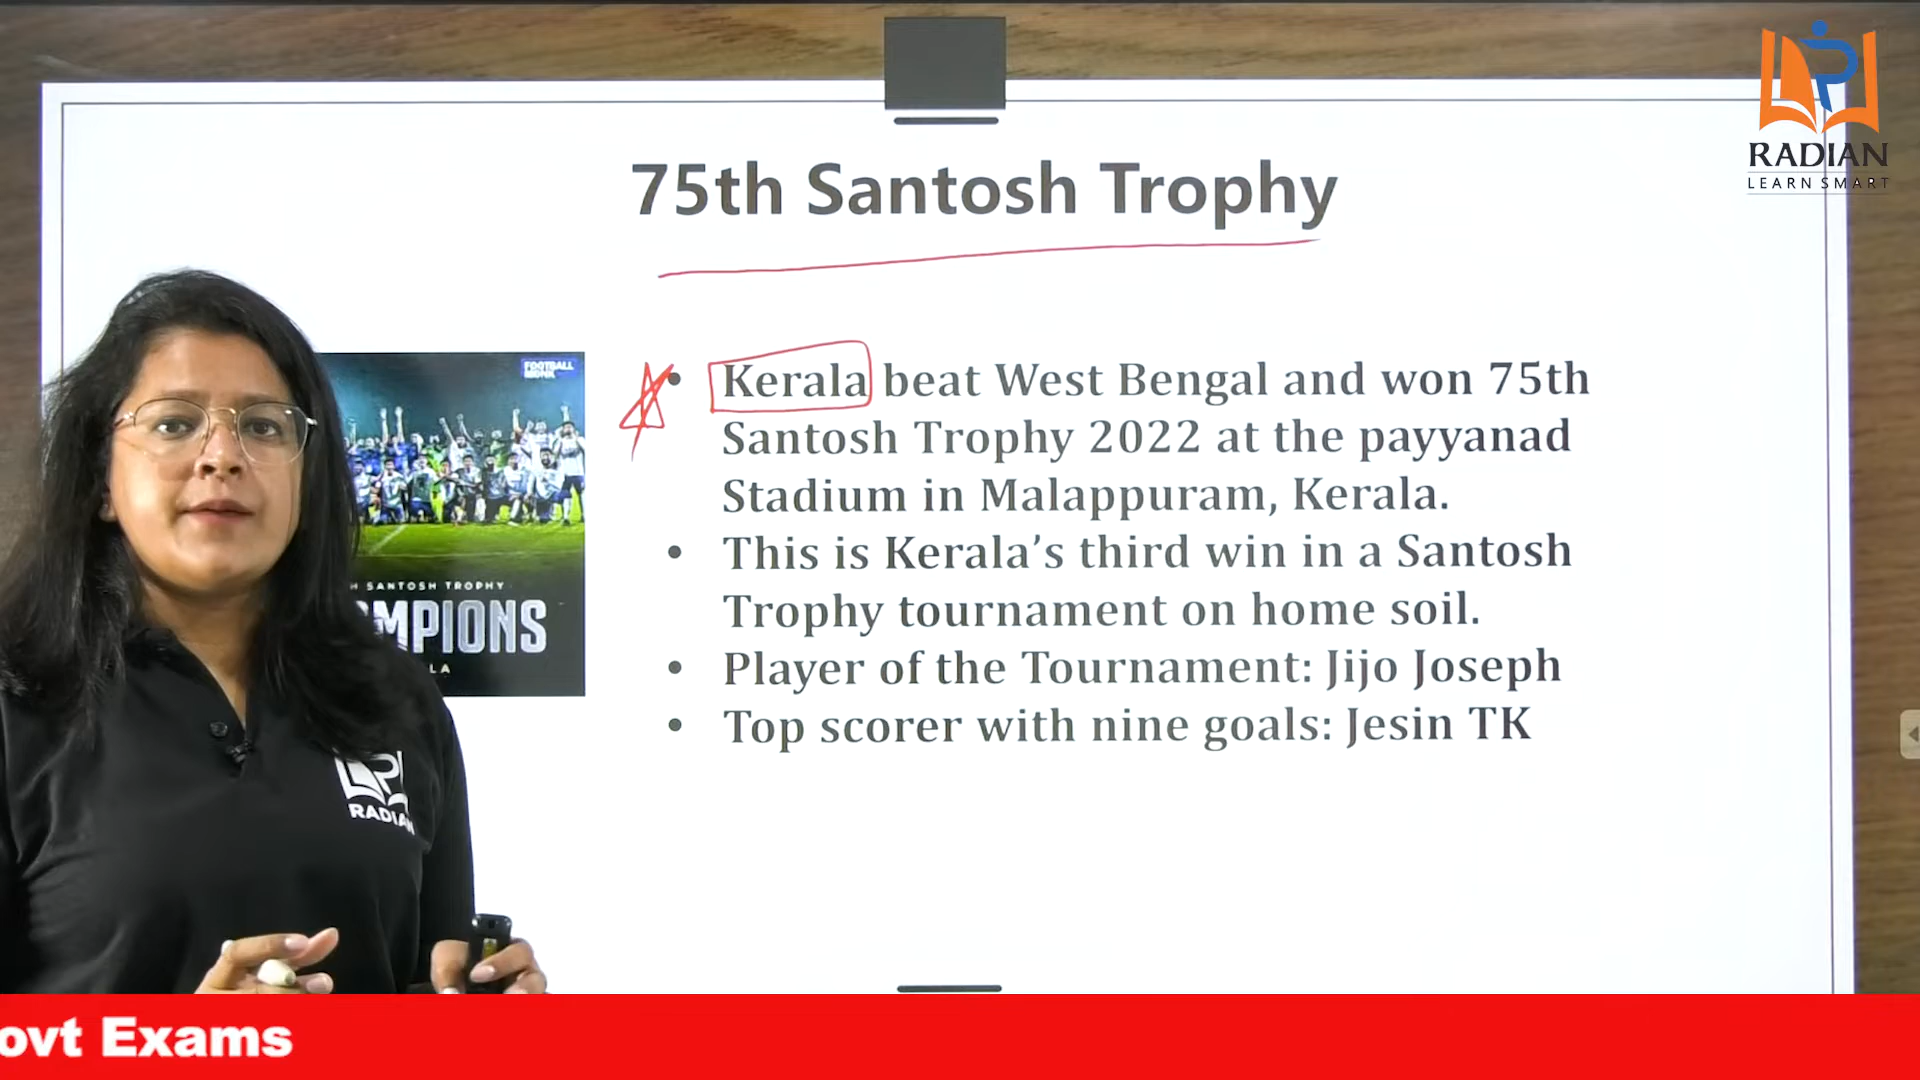 RADIAN
LEARN SMART
75th Santosh Trophy
• Kerala beat West Bengal and won 75th
Santosh Trophy 2022 at the payyanad
Stadium in Malappuram, Kerala.
• This is Kerala’s third win in a Santosh
Trophy tournament on home soil.
• Player of the Tournament: Jijo Joseph
• Top scorer with nine goals: Jesin TK
FOOTBALL
H SANTOSH TROPHY
MPIONS
LA
RADIAN
ovt Exams